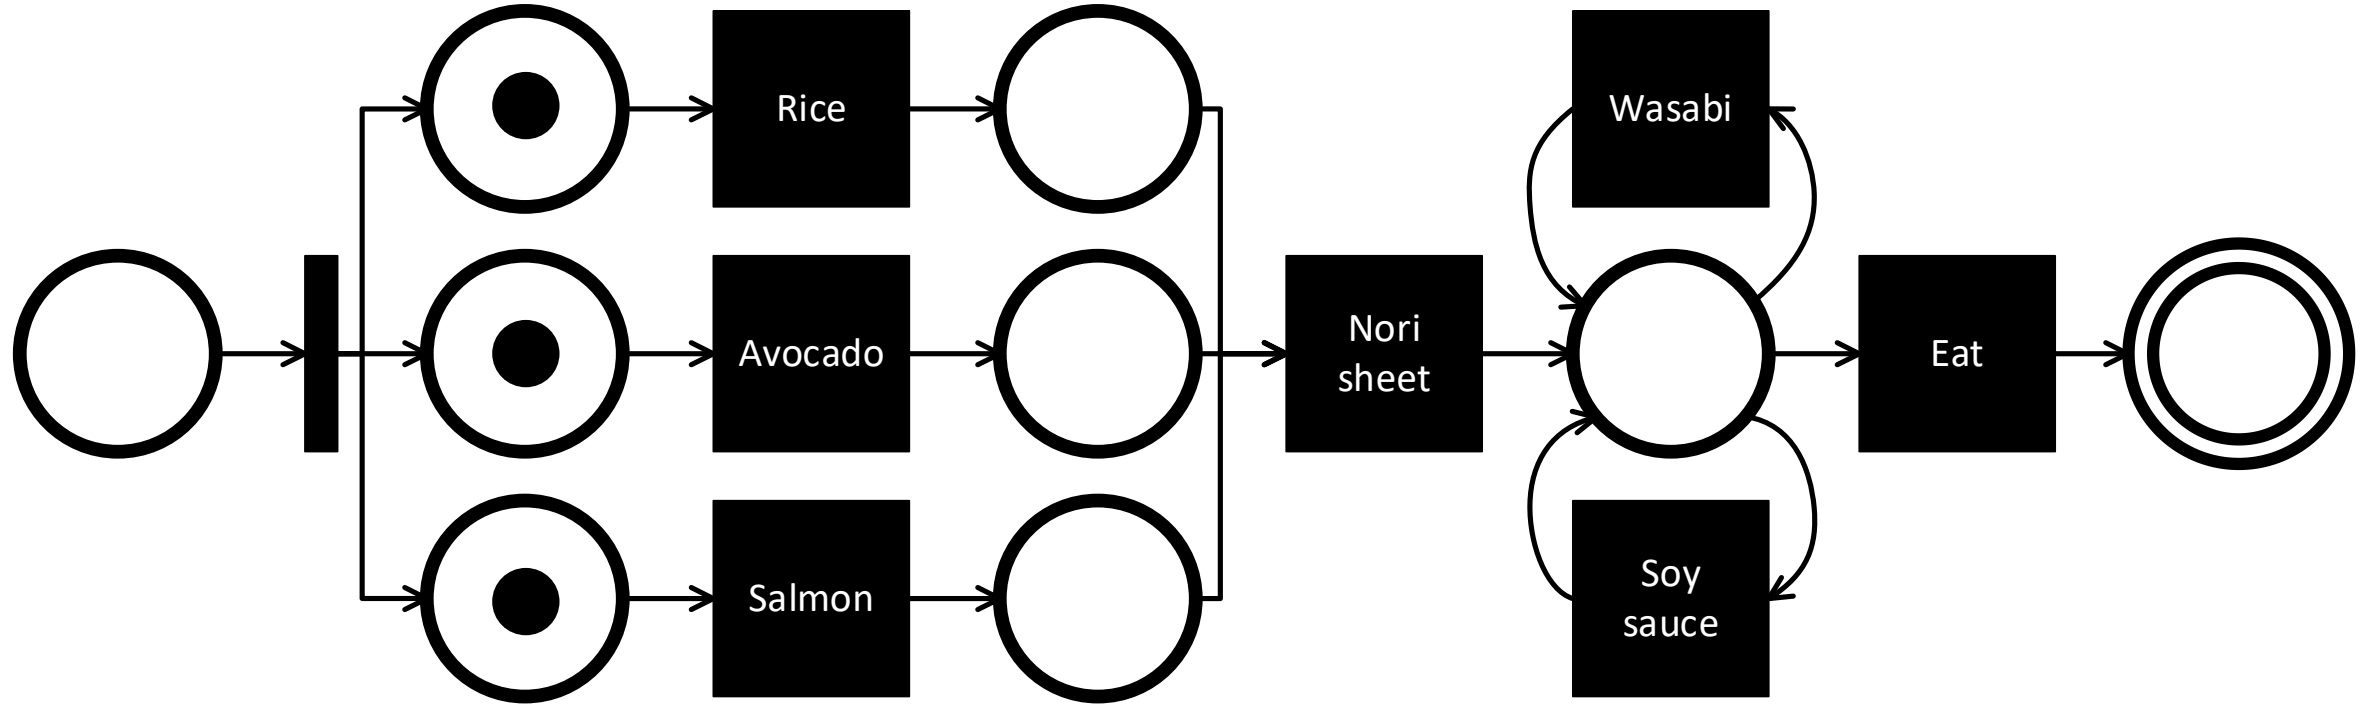 Rice
Wasabi
Avocado
Nori
sheet
Eat
Salmon
Soy
sauce